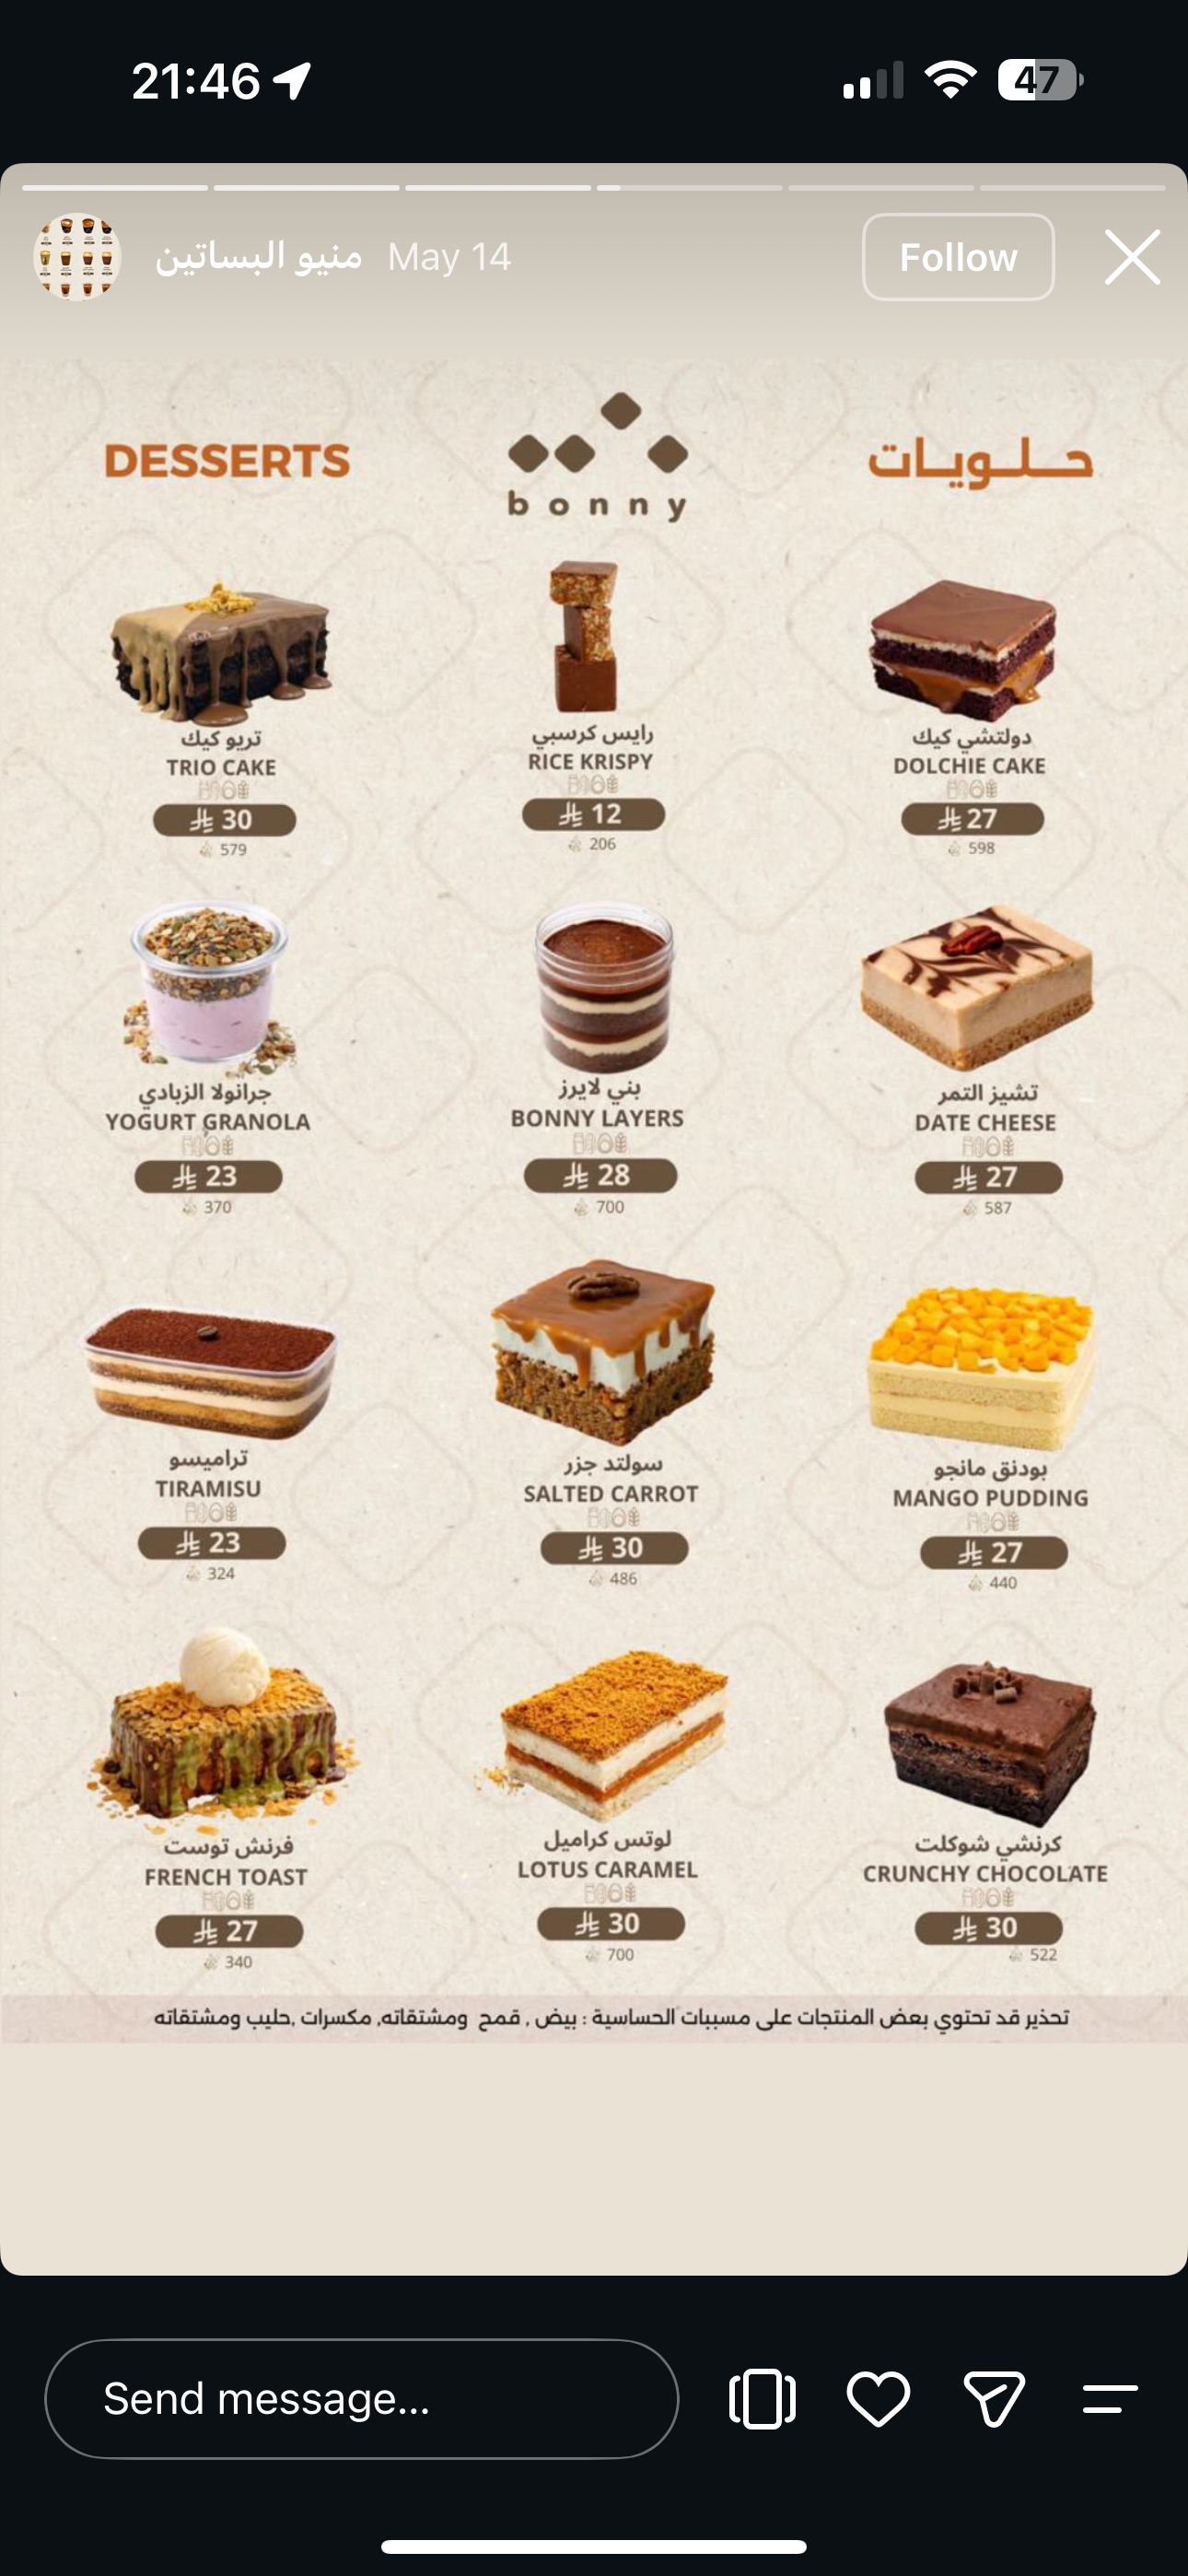 21:46
47
منيو البساتين May 14
Follow
DESSERTS
bonny
حـلـويـات
تريو كيك
TRIO CAKE
30
579
رايس كرسبي
RICE KRISPY
12
206
دولتشي كيك
DOLCHIE CAKE
27
598
جرانولا الزبادي
YOGURT GRANOLA
23
370
بني لايرز
BONNY LAYERS
28
700
تشيز التمر
DATE CHEESE
27
587
تراميسو
TIRAMISU
23
324
سولتد جزر
SALTED CARROT
30
486
بودنق مانجو
MANGO PUDDING
27
440
فرنش توست
FRENCH TOAST
27
340
لوتس كراميل
LOTUS CARAMEL
30
700
كرنشي شوكلت
CRUNCHY CHOCOLATE
30
522
تحذير قد تحتوي بعض المنتجات على مسببات الحساسية : بيض , قمح ومشتقاته, مكسرات ,حليب ومشتقاته
Send message...